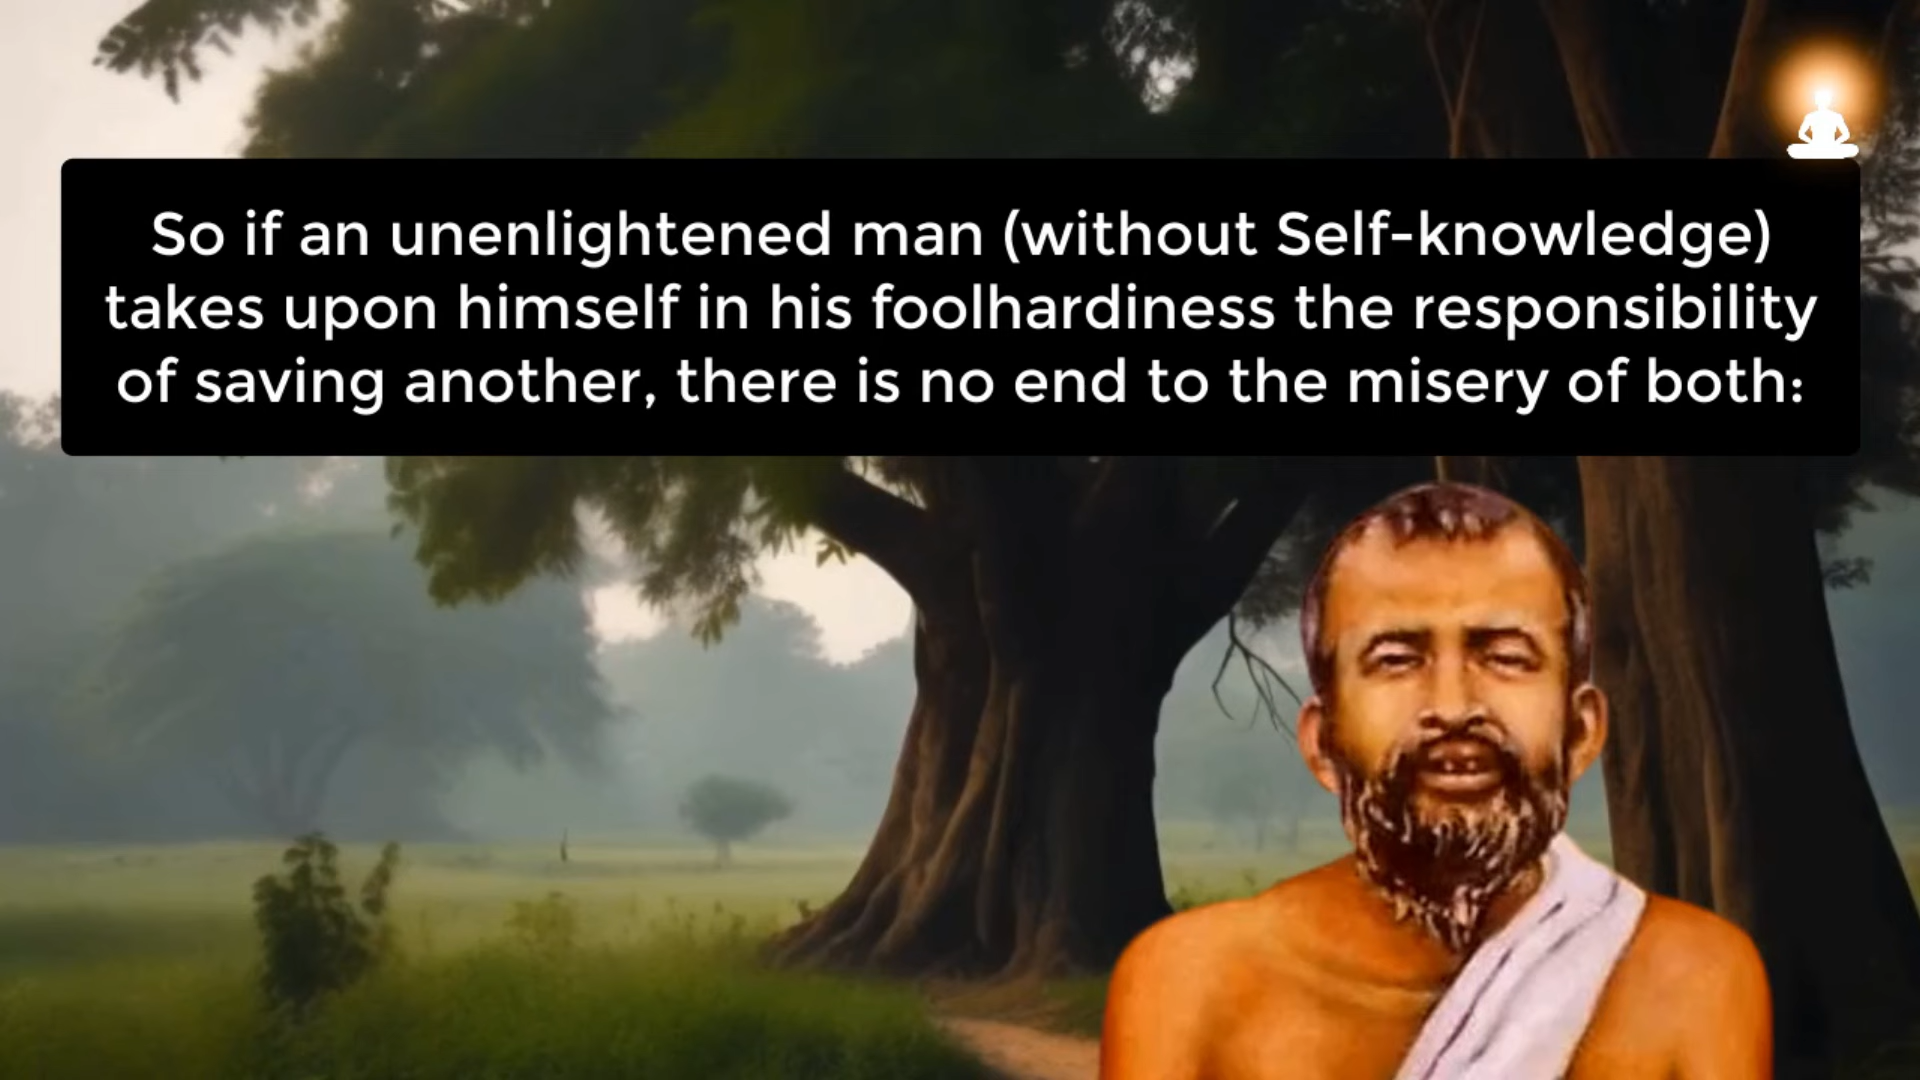 So if an unenlightened man (without Self-knowledge)
takes upon himself in his foolhardiness the responsibility
of saving another, there is no end to the misery of both: